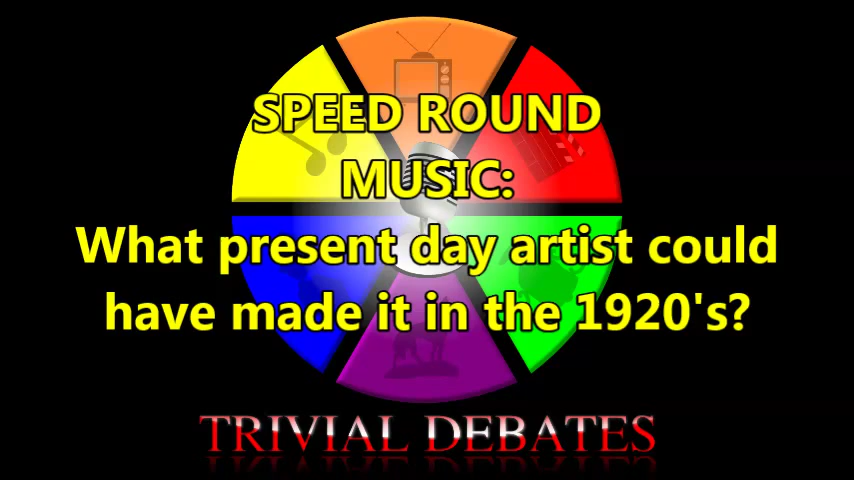 SPEED ROUND
MUSIC:
What present day artist could
have made it in the 1920's?
TRIVIAL DEBATES